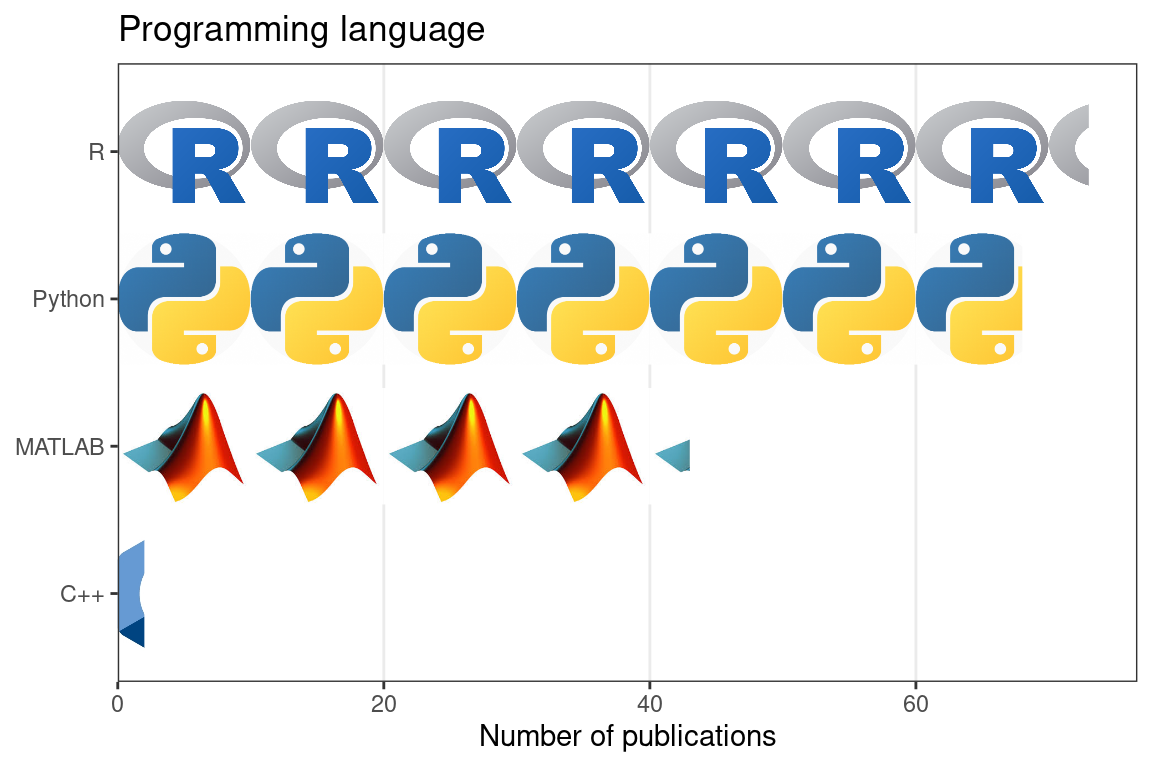 Programming language
R
R R R R R R R
Python
MATLAB
C++
0 20 40 60
Number of publications